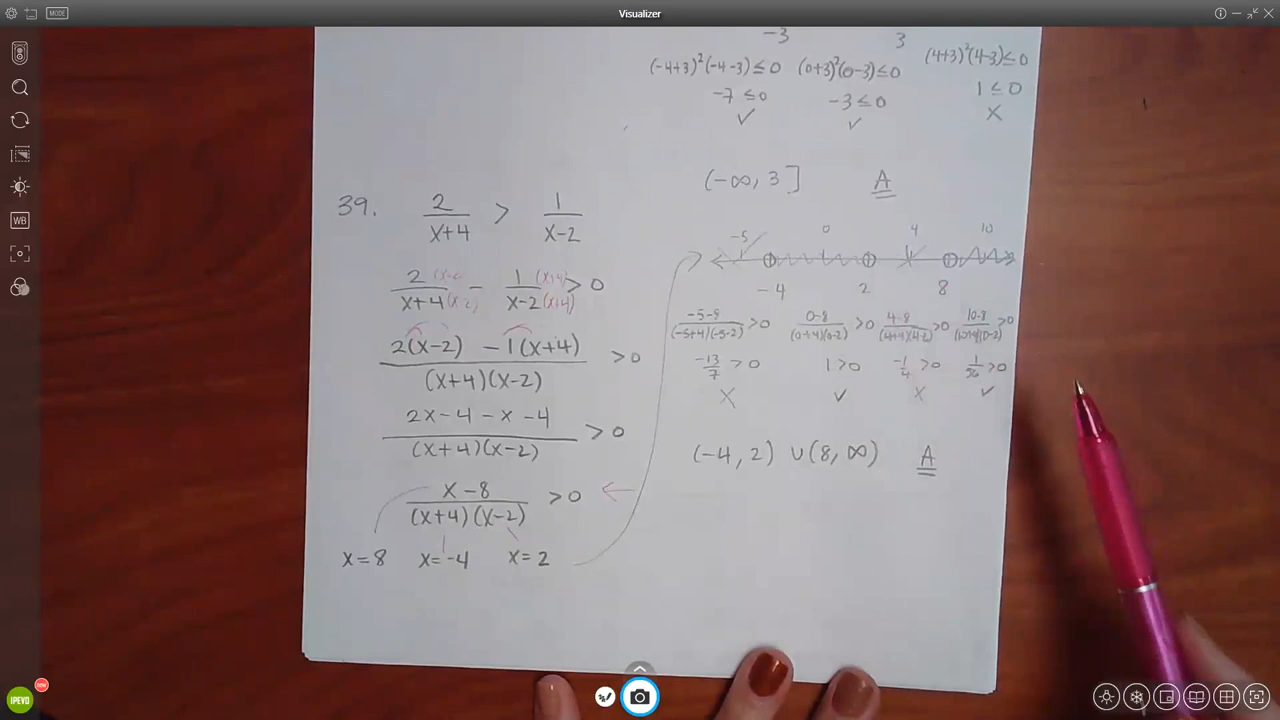 Visualizer
MODE
WB
-3 3
(-4+3)²(-4-3)≤0 (0+3)²(0-3)≤0 (4+3)²(4-3)≤0
-7≤0 -3≤0 1≤0
✓ ✓ X
(-∞, 3] A
39. 2/(x+4) > 1/(x-2)
2/(x+4) (x-2) - 1(x+4)/(x-2)(x+4) > 0
2(x-2) -1(x+4) / (x+4)(x-2) >0
2x-4-x-4 / (x+4)(x-2) >0
x-8 / (x+4)(x-2) >0 ←
x=8 x=-4 x=2
-5 0 4 10
-4 2 8
-5-8/(-5+4)(-5-2) >0 0-8/(0+4)(0-2) >0 4-8/(4+4)(4-2) >0 10-8/(10+4)(10-2) >0
-13/7 >0 1>0 -1/4 >0 1/56 >0
X ✓ X ✓
(-4, 2) ∪ (8, ∞) A
IPEVO
new